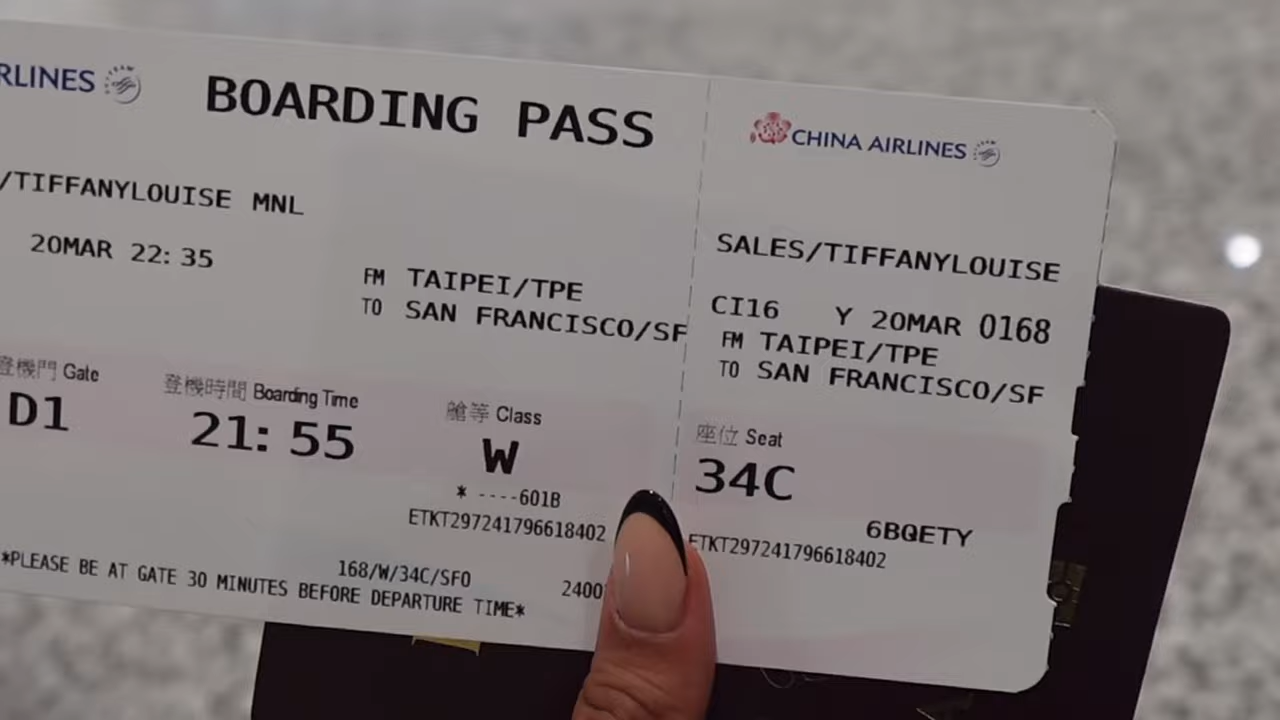 RLINES
BOARDING PASS
CHINA AIRLINES
/TIFFANYLOUISE MNL
20MAR 22:35
FM TAIPEI/TPE
TO SAN FRANCISCO/SF
登機門 Gate
D1
登機時間 Boarding Time
21:55
艙等 Class
W
* ----601B
ETKT297241796618402
168/W/34C/SFO
2400
*PLEASE BE AT GATE 30 MINUTES BEFORE DEPARTURE TIME*
SALES/TIFFANYLOUISE
CI16 Y 20MAR 0168
FM TAIPEI/TPE
TO SAN FRANCISCO/SF
座位 Seat
34C
6BQETY
ETKT297241796618402